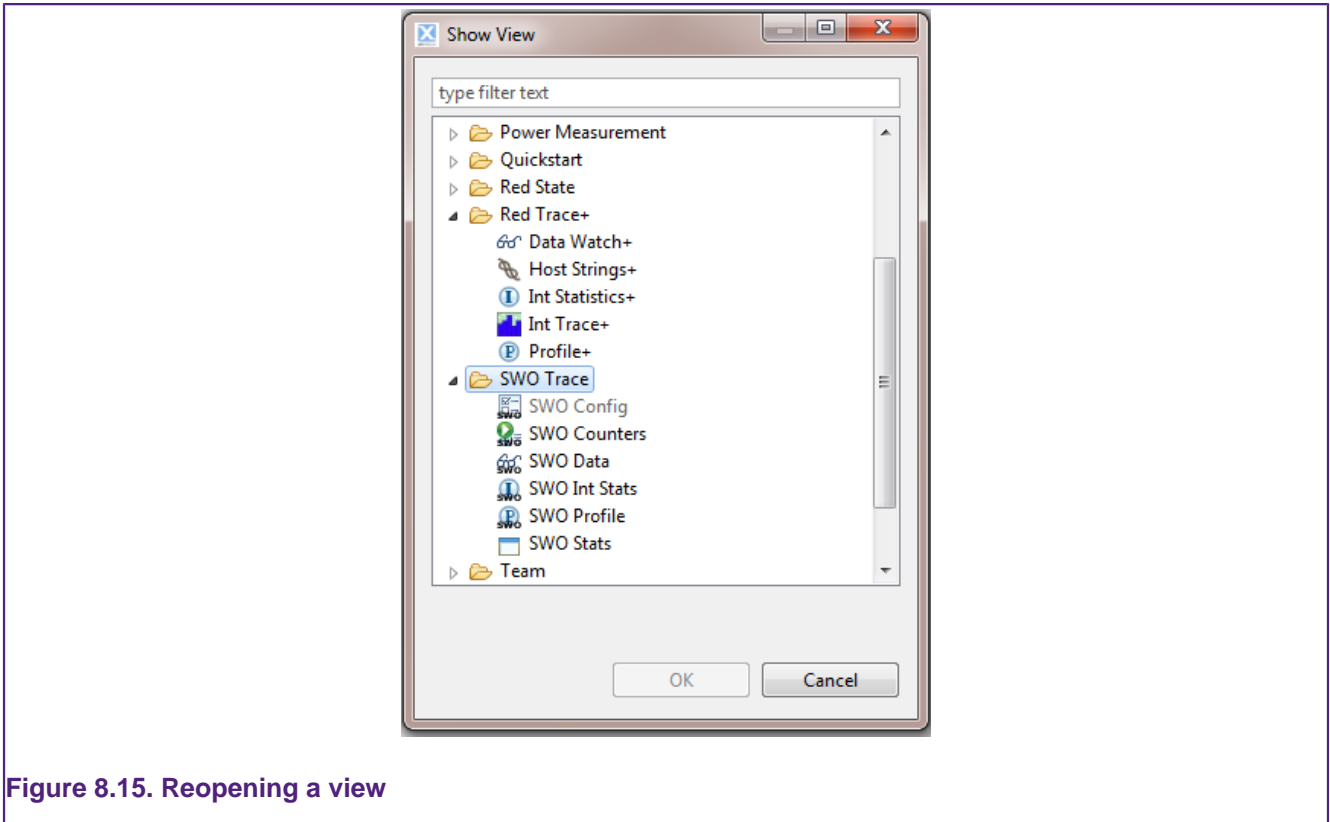 Show View
type filter text
Power Measurement
Quickstart
Red State
Red Trace+
Data Watch+
Host Strings+
Int Statistics+
Int Trace+
Profile+
SWO Trace
SWO Config
SWO Counters
SWO Data
SWO Int Stats
SWO Profile
SWO Stats
Team
OK
Cancel
Figure 8.15. Reopening a view